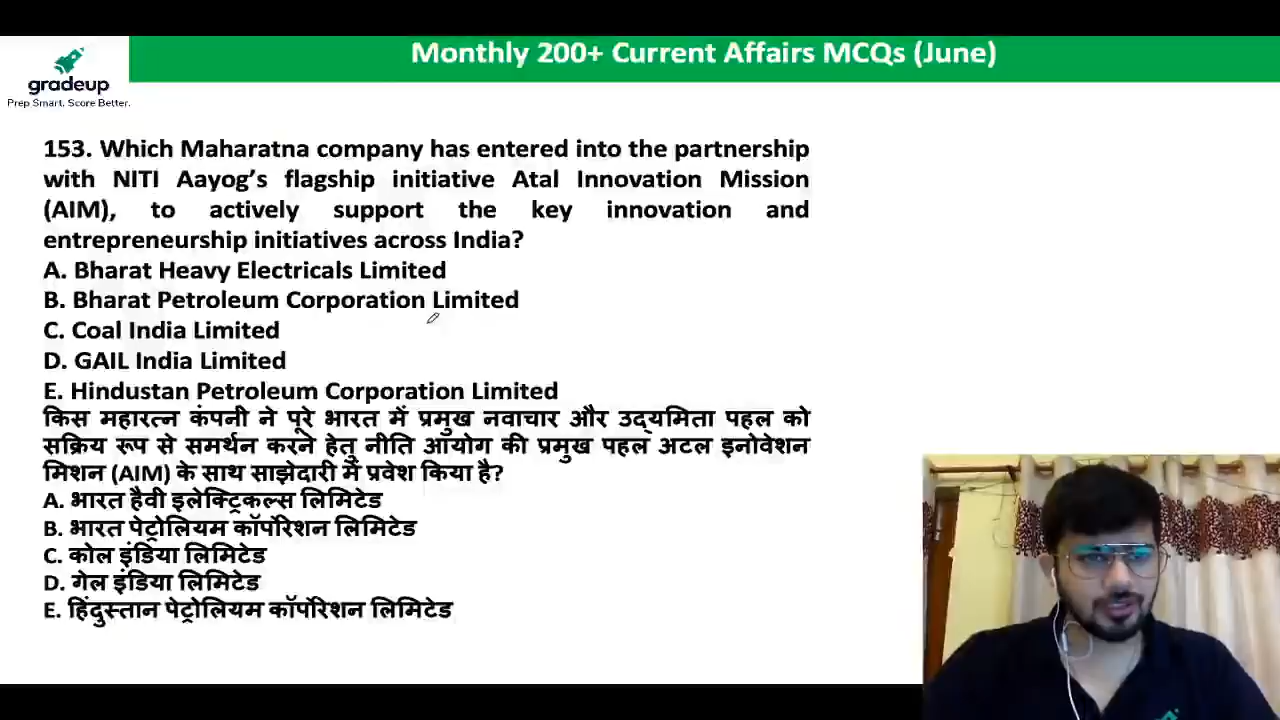 Monthly 200+ Current Affairs MCQs (June)
gradeup
Prep Smart. Score Better.
153. Which Maharatna company has entered into the partnership
with NITI Aayog’s flagship initiative Atal Innovation Mission
(AIM), to actively support the key innovation and
entrepreneurship initiatives across India?
A. Bharat Heavy Electricals Limited
B. Bharat Petroleum Corporation Limited
C. Coal India Limited
D. GAIL India Limited
E. Hindustan Petroleum Corporation Limited
किस महारत्न कंपनी ने पूरे भारत में प्रमुख नवाचार और उद्यमिता पहल को
सक्रिय रूप से समर्थन करने हेतु नीति आयोग की प्रमुख पहल अटल इनोवेशन
मिशन (AIM) के साथ साझेदारी में प्रवेश किया है?
A. भारत हैवी इलेक्ट्रिकल्स लिमिटेड
B. भारत पेट्रोलियम कॉर्पोरेशन लिमिटेड
C. कोल इंडिया लिमिटेड
D. गेल इंडिया लिमिटेड
E. हिंदुस्तान पेट्रोलियम कॉर्पोरेशन लिमिटेड